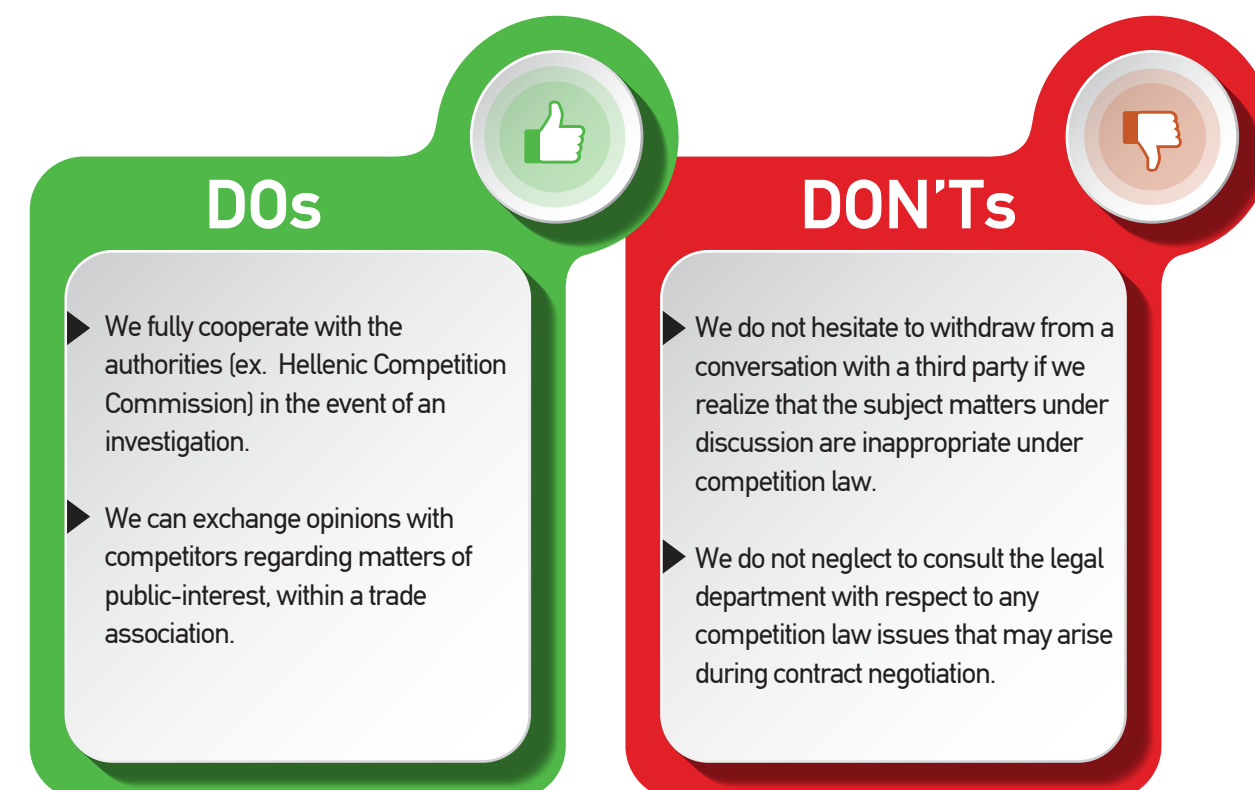 DOs
We fully cooperate with the
authorities (ex. Hellenic Competition
Commission) in the event of an
investigation.
We can exchange opinions with
competitors regarding matters of
public-interest, within a trade
association.
DON'Ts
We do not hesitate to withdraw from a
conversation with a third party if we
realize that the subject matters under
discussion are inappropriate under
competition law.
We do not neglect to consult the legal
department with respect to any
competition law issues that may arise
during contract negotiation.